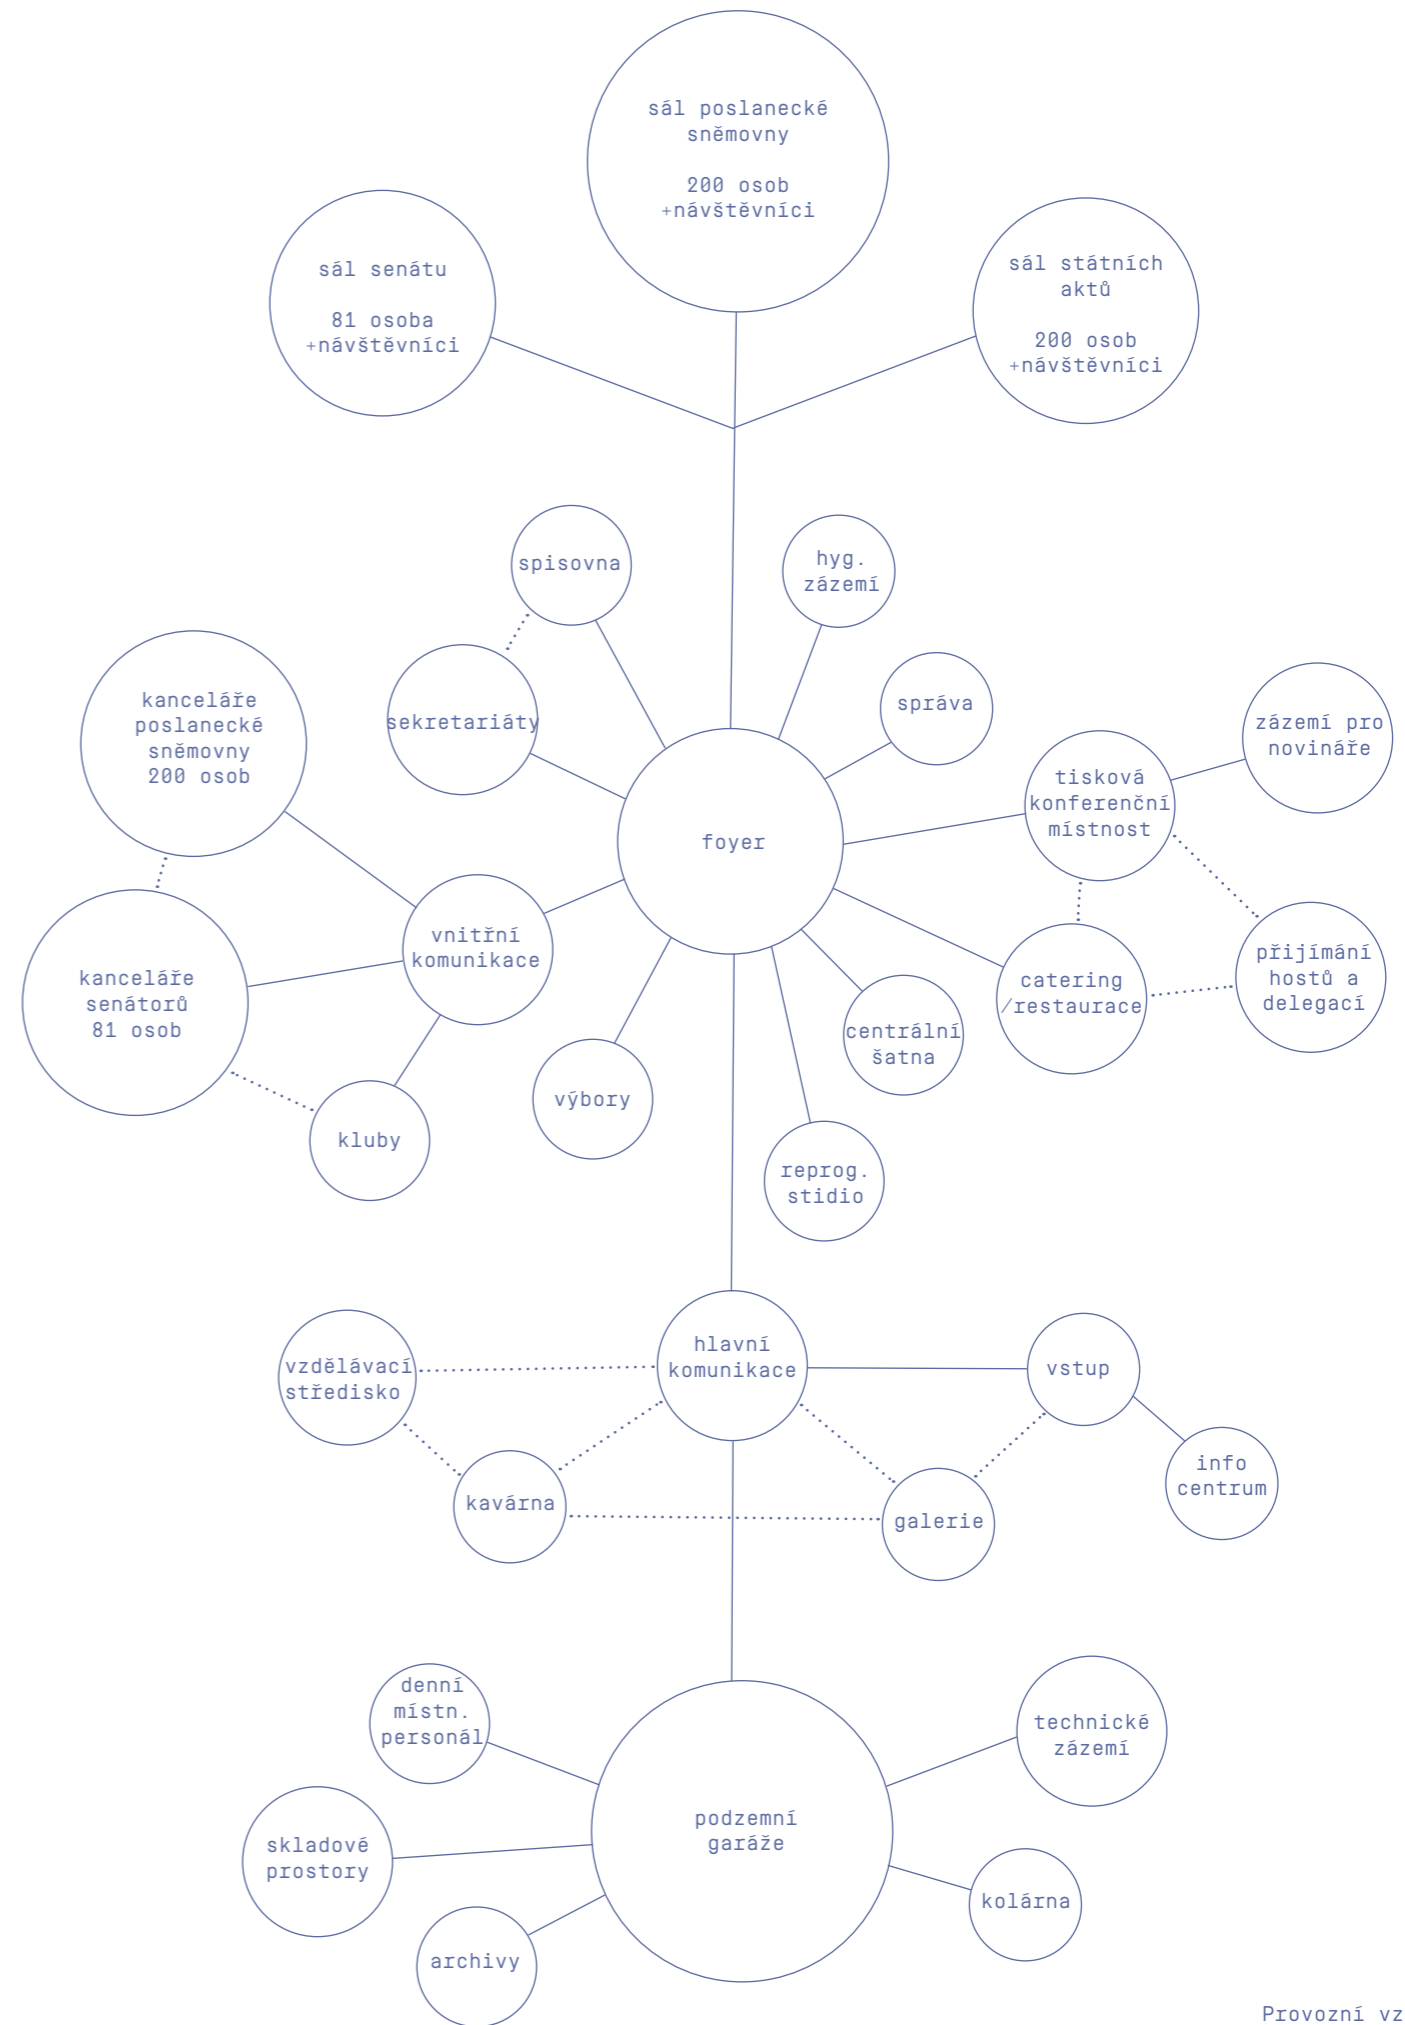 sál poslanecké
sněmovny
200 osob
+návštěvníci
sál senátu
81 osoba
+návštěvníci
sál státních
aktů
200 osob
+návštěvníci
spisovna
hyg.
zázemí
sekretariáty
správa
kanceláře
poslanecké
sněmovny
200 osob
zázemí pro
novináře
tisková
konferenční
místnost
foyer
vnitřní
komunikace
kanceláře
senátorů
81 osob
přijímání
hostů a
delegací
catering
/restaurace
centrální
šatna
výbory
kluby
reprog.
stidio
hlavní
komunikace
vzdělávací
středisko
vstup
kavárna
galerie
info
centrum
denní
místn.
personál
technické
zázemí
podzemní
garáže
skladové
prostory
kolárna
archivy
Provozní vz